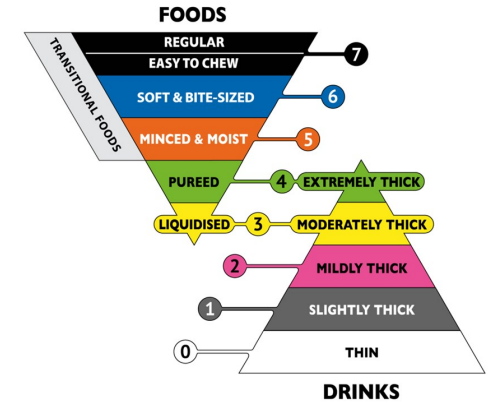 FOODS
REGULAR
7
EASY TO CHEW
TRANSITIONAL FOODS
SOFT & BITE-SIZED
6
MINCED & MOIST
5
PUREED
4
EXTREMELY THICK
LIQUIDISED
3
MODERATELY THICK
2
MILDLY THICK
1
SLIGHTLY THICK
0
THIN
DRINKS